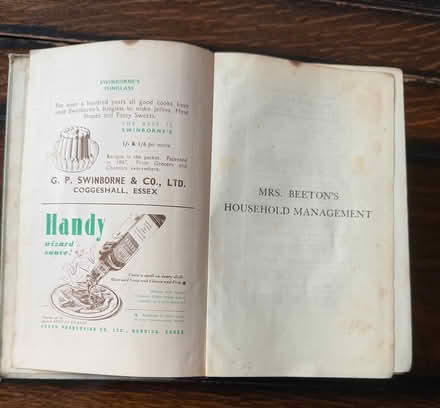 SWINBORNE'S
ISINGLASS
For over a hundred years all good cooks have
used Swinborne's Isinglass to make Jellies, Meat
Moulds and Fancy Sweets.
THE BEST IS
SWINBORNE'S
1/- & 1/6 per ounce
Recipes in the packet. Patented
in 1847. From Grocers and
Chemists everywhere.
G. P. SWINBORNE & CO., LTD.
COGGESHALL, ESSEX
Handy
wizard
sauce!
MRS. BEETON'S
HOUSEHOLD MANAGEMENT